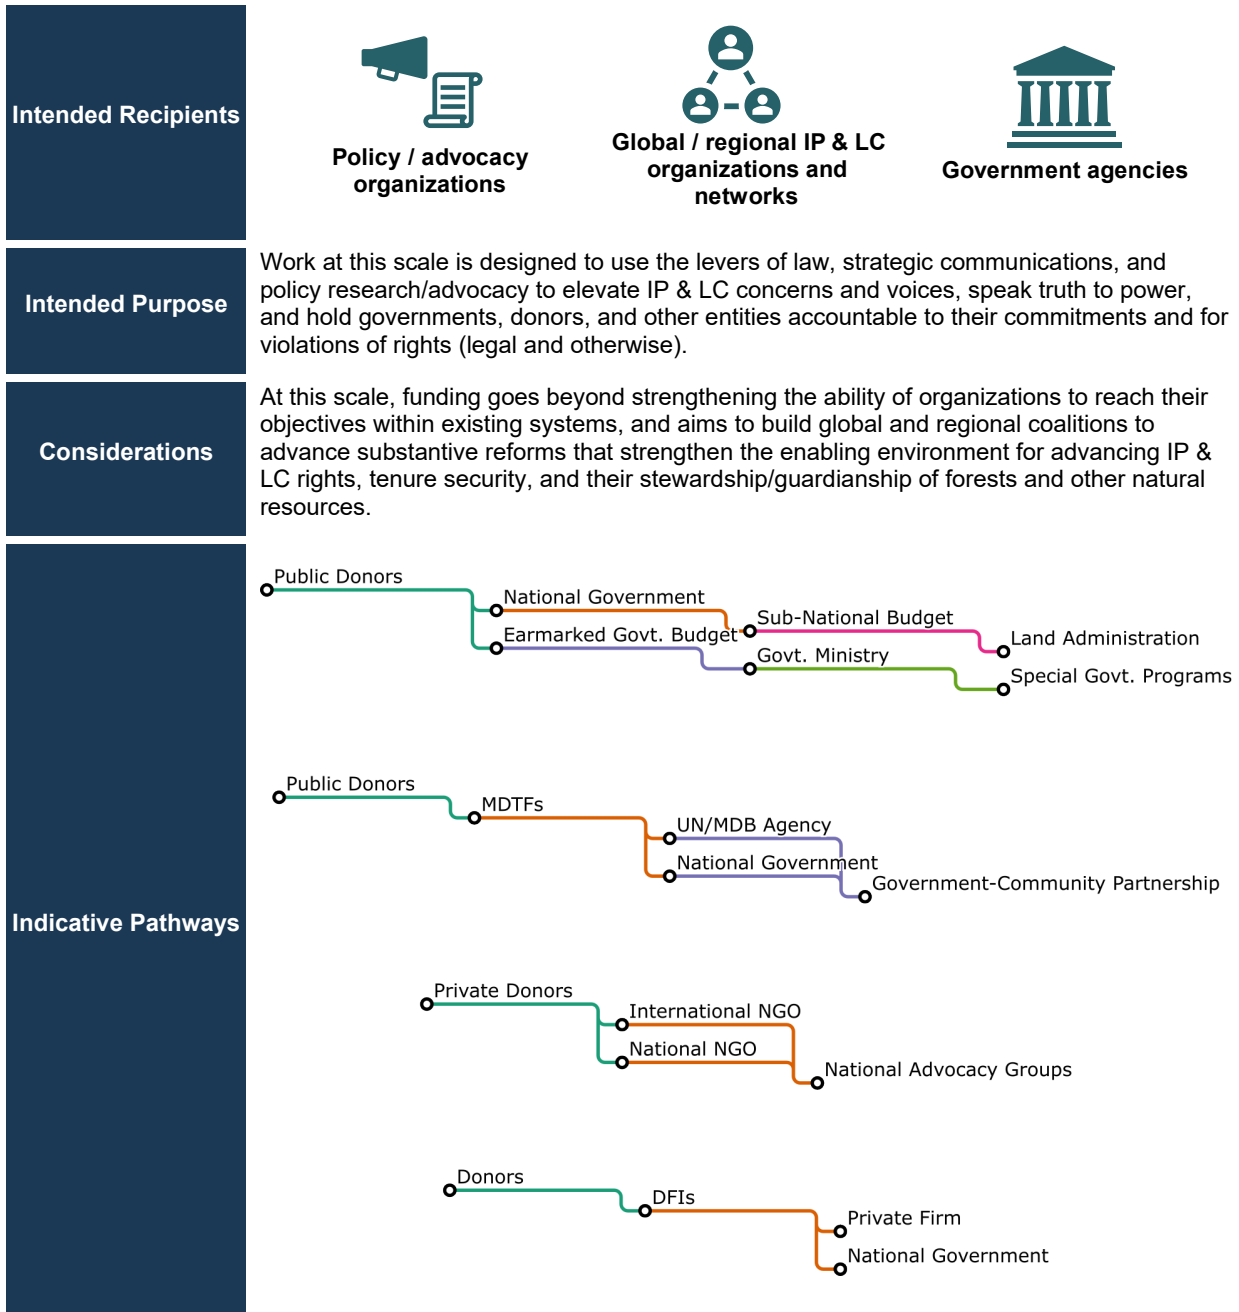 Intended Recipients
Policy / advocacy
organizations
Global / regional IP & LC
organizations and
networks
Government agencies
Intended Purpose
Work at this scale is designed to use the levers of law, strategic communications, and
policy research/advocacy to elevate IP & LC concerns and voices, speak truth to power,
and hold governments, donors, and other entities accountable to their commitments and for
violations of rights (legal and otherwise).
Considerations
At this scale, funding goes beyond strengthening the ability of organizations to reach their
objectives within existing systems, and aims to build global and regional coalitions to
advance substantive reforms that strengthen the enabling environment for advancing IP &
LC rights, tenure security, and their stewardship/guardianship of forests and other natural
resources.
Indicative Pathways
Public Donors
National Government
Earmarked Govt. Budget
Sub-National Budget
Govt. Ministry
Land Administration
Special Govt. Programs
Public Donors
MDTFs
UN/MDB Agency
National Government
Government-Community Partnership
Private Donors
International NGO
National NGO
National Advocacy Groups
Donors
DFIs
Private Firm
National Government